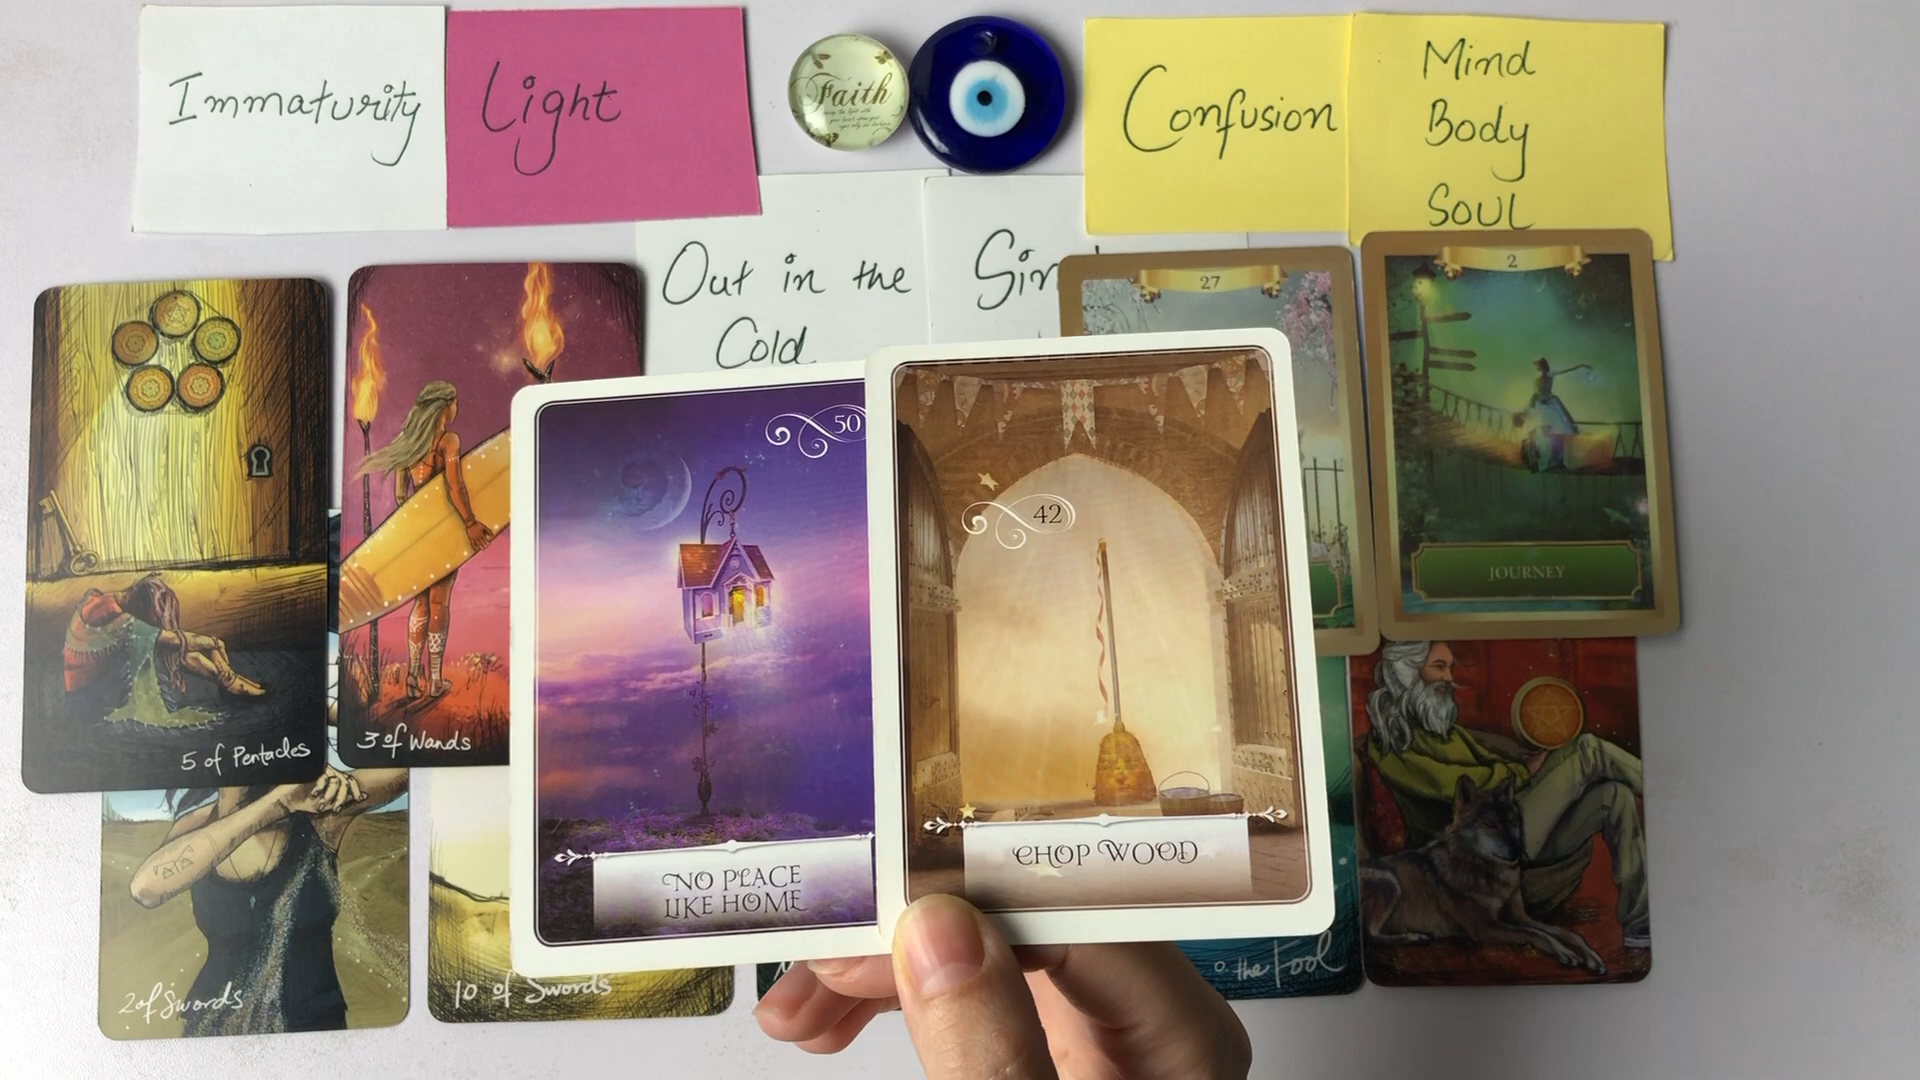 Immaturity
Light
Faith
Confusion
Mind
Body
Soul
Out in the
Cold
27
2
JOURNEY
50
NO PLACE
LIKE HOME
42
CHOP WOOD
5 of Pentacles
3 of Wands
2 of Swords
10 of Swords
0. the Fool